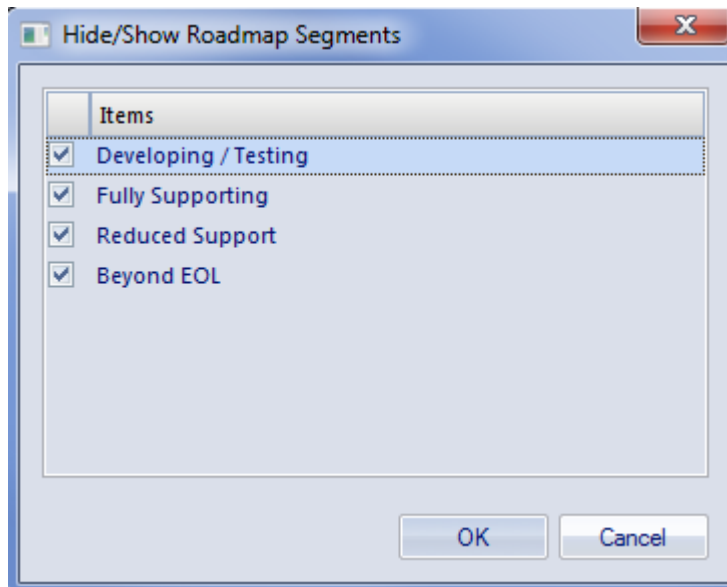 Hide/Show Roadmap Segments
Items
Developing / Testing
Fully Supporting
Reduced Support
Beyond EOL
OK Cancel